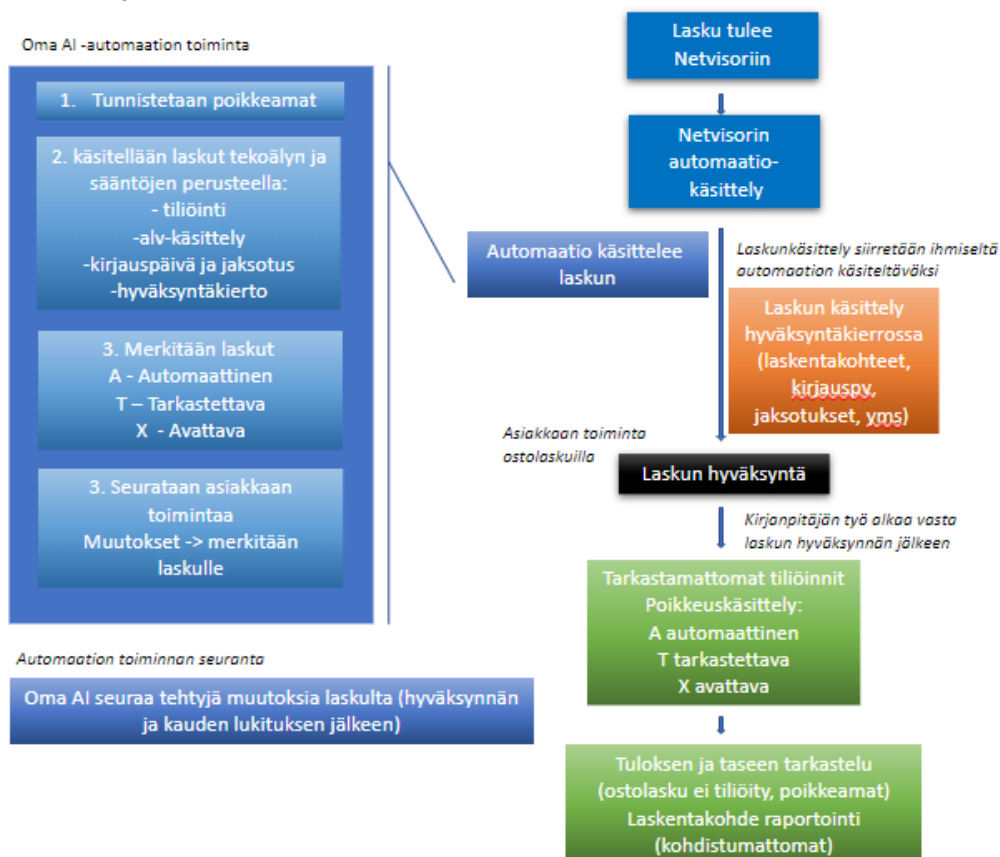 Oma AI -automaation toiminta
1. Tunnistetaan poikkeamat
2. käsitellään laskut tekoälyn ja
sääntöjen perusteella:
- tiliöinti
-alv-käsittely
-kirjauspäivä ja jaksotus
-hyväksyntäkierto
3. Merkitään laskut
A - Automaattinen
T – Tarkastettava
X - Avattava
3. Seurataan asiakkaan
toimintaa
Muutokset -> merkitään
laskulle
Automaation toiminnan seuranta
Oma AI seuraa tehtyjä muutoksia laskulta (hyväksynnän
ja kauden lukituksen jälkeen)
Lasku tulee
Netvisoriin
Netvisorin
automaatio-
käsittely
Automaatio käsittelee
laskun
Laskunkäsittely siirretään ihmiseltä
automaation käsiteltäväksi
Laskun käsittely
hyväksyntäkierrossa
(laskentakohteet,
kirjauspv,
jaksotukset, yms)
Asiakkaan toiminta
ostolaskuilla
Laskun hyväksyntä
Kirjanpitäjän työ alkaa vasta
laskun hyväksynnän jälkeen
Tarkastamattomat tiliöinnit
Poikkeuskäsittely:
A automaattinen
T tarkastettava
X avattava
Tuloksen ja taseen tarkastelu
(ostolasku ei tiliöity, poikkeamat)
Laskentakohde raportointi
(kohdistumattomat)